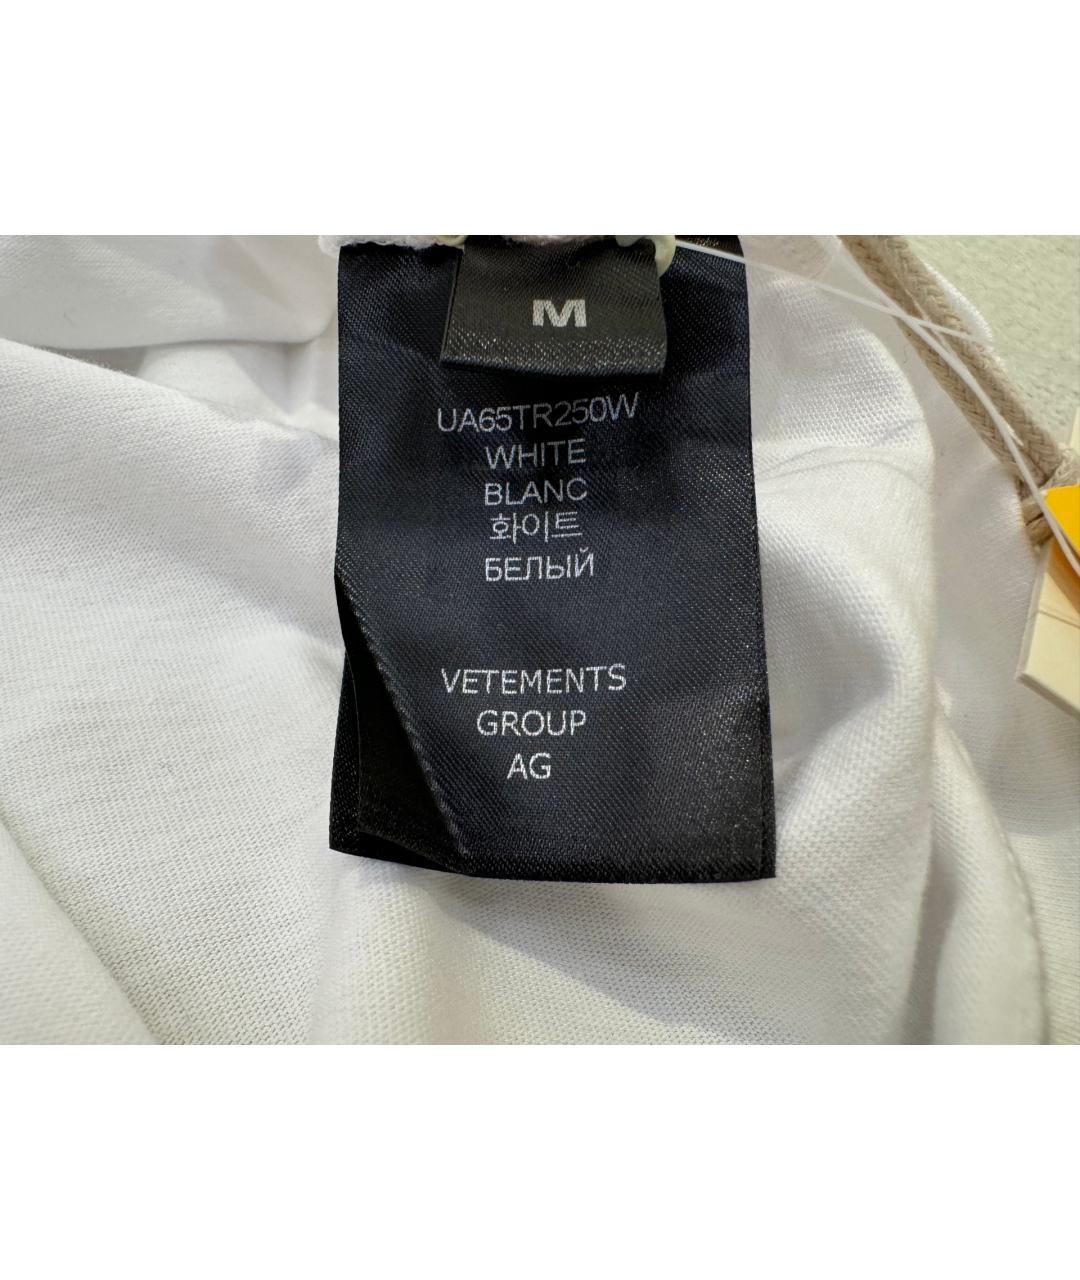 M
UA65TR250W
WHITE
BLANC
화이트
БЕЛЫЙ
VETEMENTS
GROUP
AG